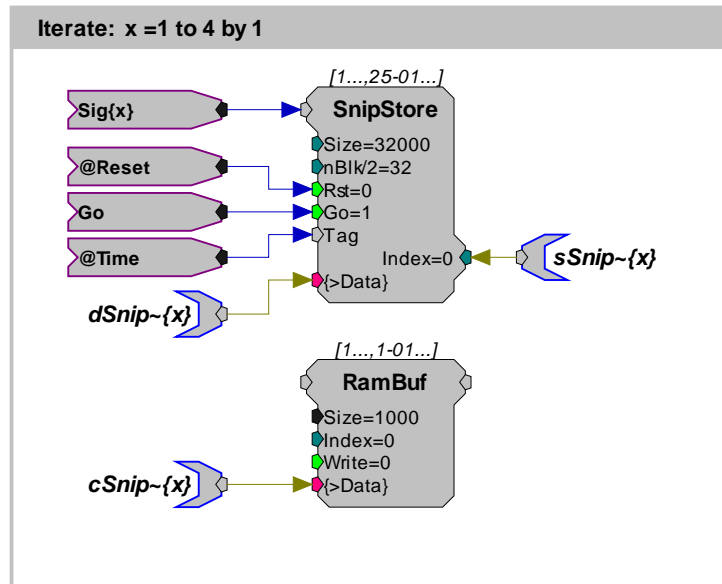 Iterate: x =1 to 4 by 1
[1...,25-01...]
SnipStore
Sig{x}
Size=32000
nBlk/2=32
@Reset
Rst=0
Go
Go=1
@Time
Tag
Index=0
sSnip~{x}
{>Data}
dSnip~{x}
[1...,1-01...]
RamBuf
Size=1000
Index=0
Write=0
cSnip~{x}
{>Data}